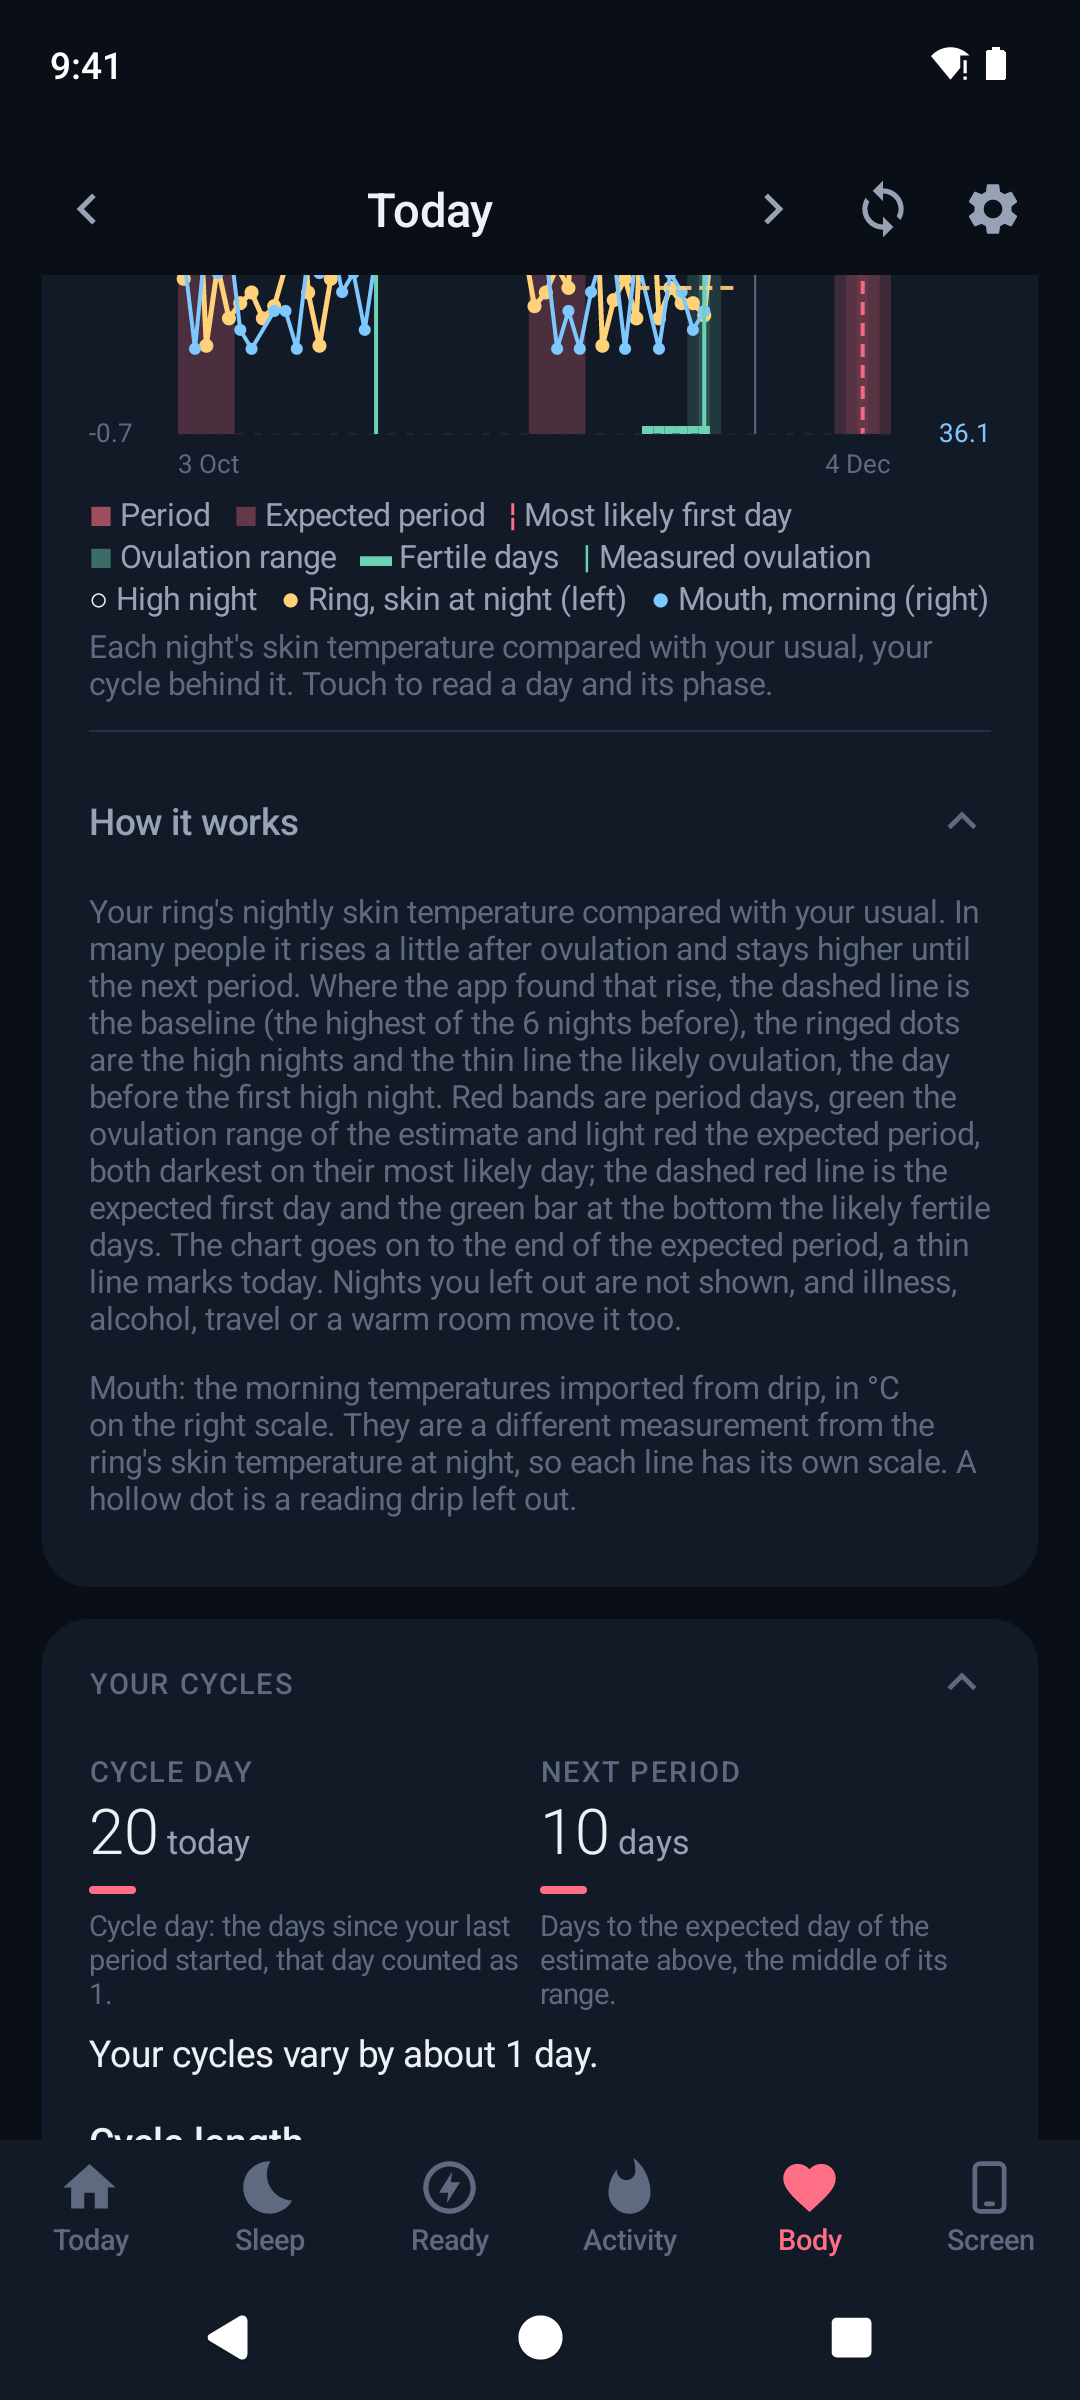 9:41
Today
-0.7
36.1
3 Oct
4 Dec
Period Expected period Most likely first day
Ovulation range Fertile days Measured ovulation
High night Ring, skin at night (left) Mouth, morning (right)
Each night's skin temperature compared with your usual, your
cycle behind it. Touch to read a day and its phase.
How it works
Your ring's nightly skin temperature compared with your usual. In
many people it rises a little after ovulation and stays higher until
the next period. Where the app found that rise, the dashed line is
the baseline (the highest of the 6 nights before), the ringed dots
are the high nights and the thin line the likely ovulation, the day
before the first high night. Red bands are period days, green the
ovulation range of the estimate and light red the expected period,
both darkest on their most likely day; the dashed red line is the
expected first day and the green bar at the bottom the likely fertile
days. The chart goes on to the end of the expected period, a thin
line marks today. Nights you left out are not shown, and illness,
alcohol, travel or a warm room move it too.
Mouth: the morning temperatures imported from drip, in °C
on the right scale. They are a different measurement from the
ring's skin temperature at night, so each line has its own scale. A
hollow dot is a reading drip left out.
YOUR CYCLES
CYCLE DAY
20 today
Cycle day: the days since your last
period started, that day counted as
1.
NEXT PERIOD
10 days
Days to the expected day of the
estimate above, the middle of its
range.
Your cycles vary by about 1 day.
Cycle length
Today
Sleep
Ready
Activity
Body
Screen